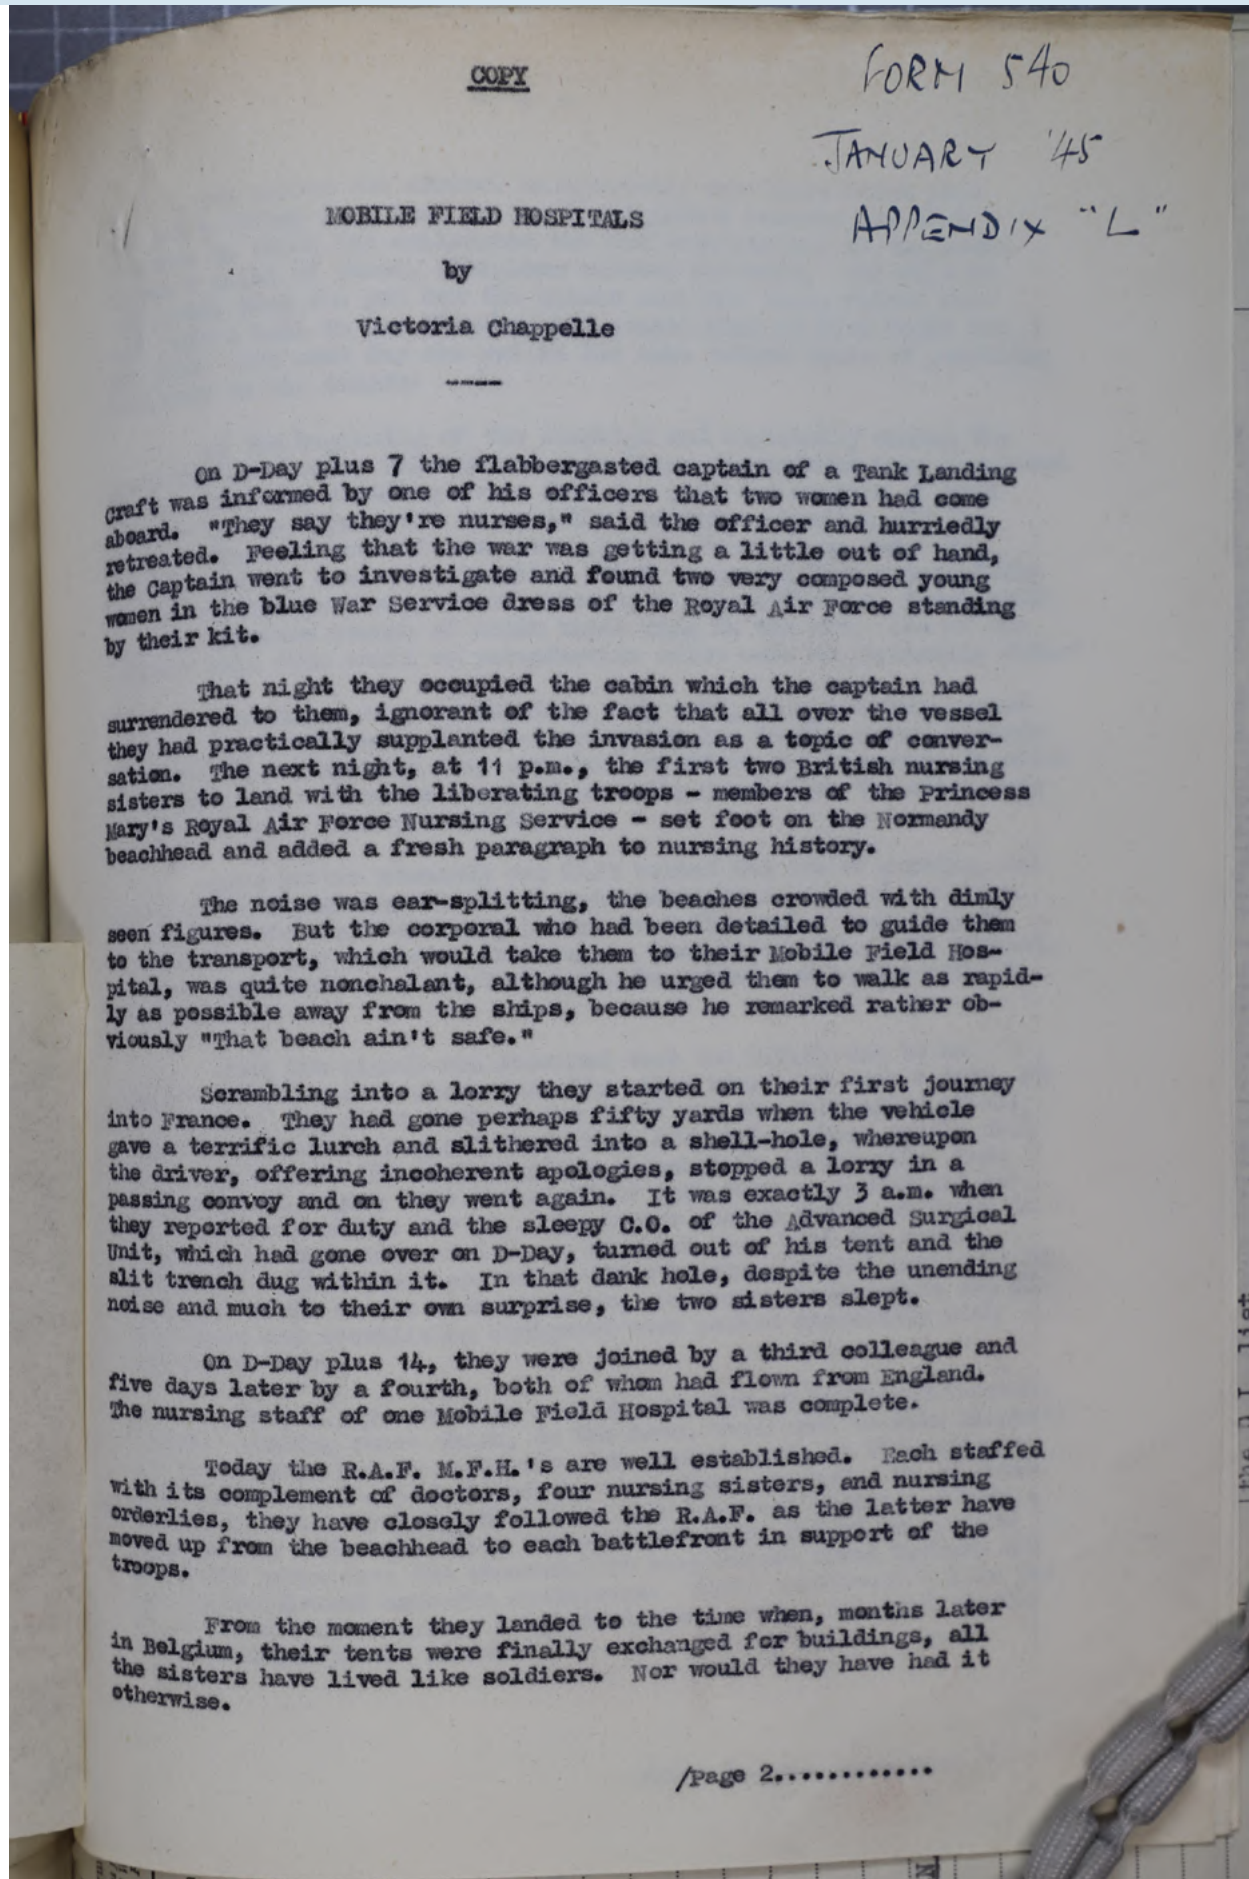 COPY
FORM 540
JANUARY '45
APPENDIX "L"
MOBILE FIELD HOSPITALS
by
Victoria Chappelle
On D-Day plus 7 the flabbergasted captain of a Tank Landing
Craft was informed by one of his officers that two women had come
aboard. "They say they're nurses," said the officer and hurriedly
retreated. Feeling that the war was getting a little out of hand,
the Captain went to investigate and found two very composed young
women in the blue War Service dress of the Royal Air Force standing
by their kit.
That night they occupied the cabin which the captain had
surrendered to them, ignorant of the fact that all over the vessel
they had practically supplanted the invasion as a topic of conver-
sation. The next night, at 11 p.m., the first two British nursing
sisters to land with the liberating troops - members of the Princess
Mary's Royal Air Force Nursing Service - set foot on the Normandy
beachhead and added a fresh paragraph to nursing history.
The noise was ear-splitting, the beaches crowded with dimly
seen figures. But the corporal who had been detailed to guide them
to the transport, which would take them to their Mobile Field Hos-
pital, was quite nonchalant, although he urged them to walk as rapid-
ly as possible away from the ships, because he remarked rather ob-
viously "That beach ain't safe."
Scrambling into a lorry they started on their first journey
into France. They had gone perhaps fifty yards when the vehicle
gave a terrific lurch and slithered into a shell-hole, whereupon
the driver, offering incoherent apologies, stopped a lorry in a
passing convoy and on they went again. It was exactly 3 a.m. when
they reported for duty and the sleepy C.O. of the Advanced Surgical
Unit, which had gone over on D-Day, turned out of his tent and the
slit trench dug within it. In that dank hole, despite the unending
noise and much to their own surprise, the two sisters slept.
On D-Day plus 14, they were joined by a third colleague and
five days later by a fourth, both of whom had flown from England.
The nursing staff of one Mobile Field Hospital was complete.
Today the R.A.F. M.F.H.'s are well established. Each staffed
with its complement of doctors, four nursing sisters, and nursing
orderlies, they have closely followed the R.A.F. as the latter have
moved up from the beachhead to each battlefront in support of the
troops.
From the moment they landed to the time when, months later
in Belgium, their tents were finally exchanged for buildings, all
the sisters have lived like soldiers. Nor would they have had it
otherwise.
/Page 2............